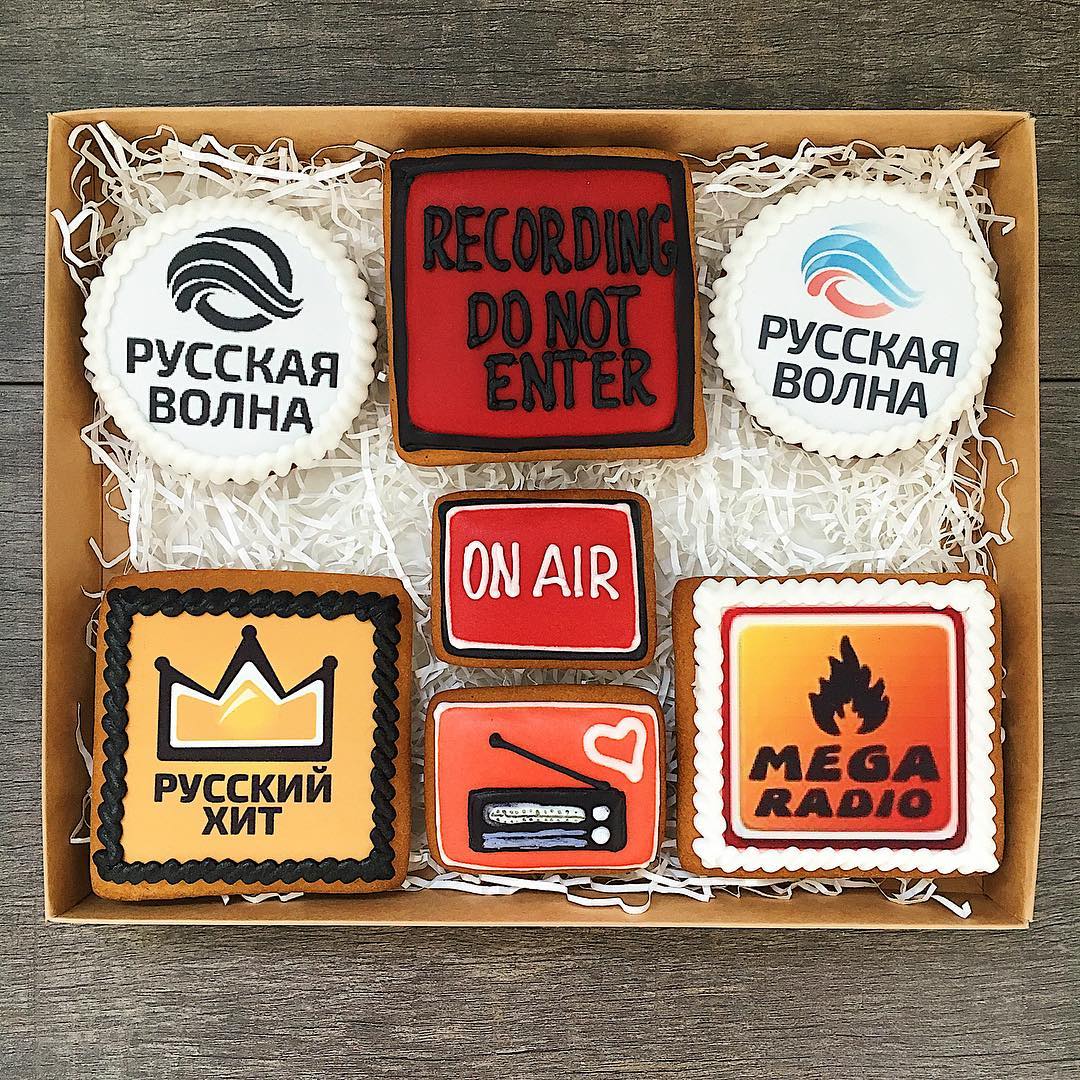 РУССКАЯ
ВОЛНА
RECORDING
DO NOT
ENTER
РУССКАЯ
ВОЛНА
ON AIR
РУССКИЙ
ХИТ
MEGA
RADIO